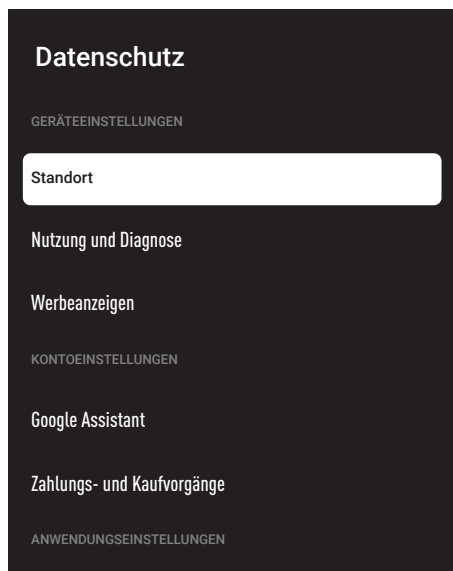 Datenschutz
GERÄTEEINSTELLUNGEN
Standort
Nutzung und Diagnose
Werbeanzeigen
KONTOEINSTELLUNGEN
Google Assistant
Zahlungs- und Kaufvorgänge
ANWENDUNGSEINSTELLUNGEN